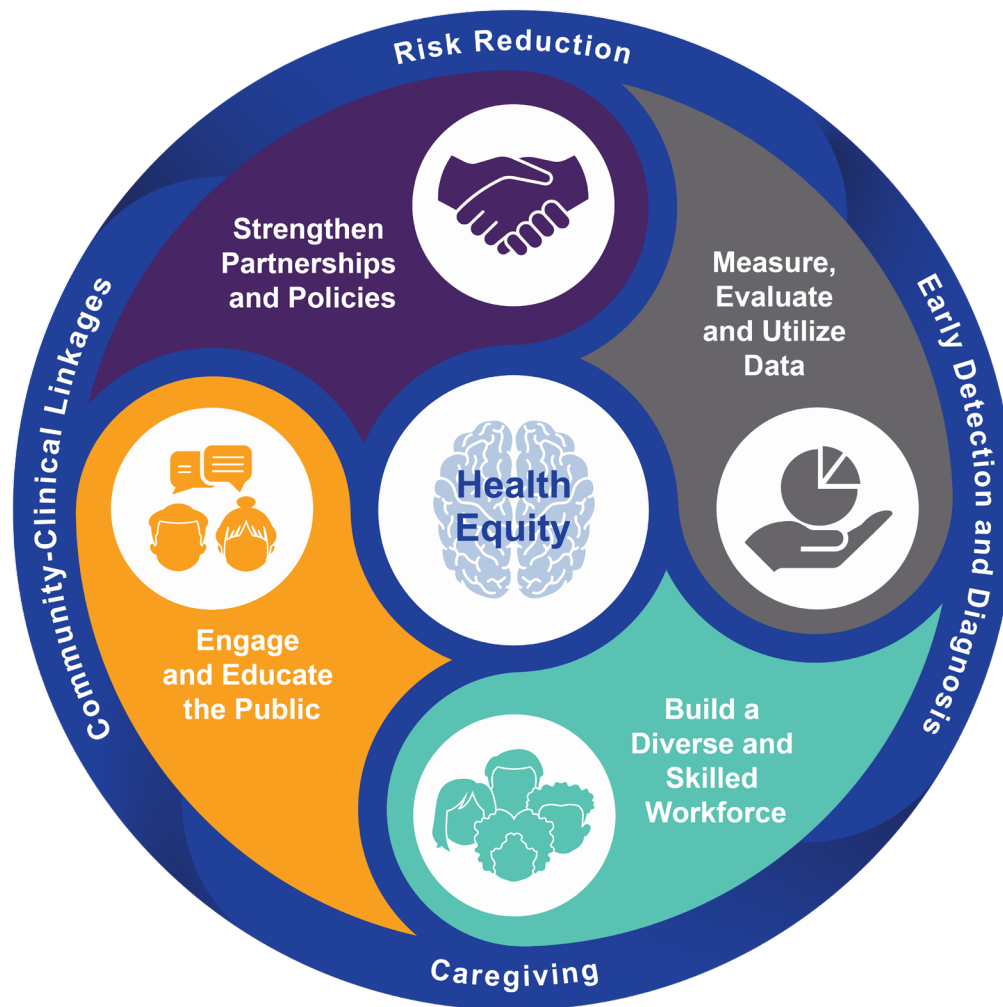 Risk Reduction
Strengthen
Partnerships
and Policies
Measure,
Evaluate
and Utilize
Data
Early Detection and Diagnosis
Community-Clinical Linkages
Health
Equity
Engage
and Educate
the Public
Build a
Diverse and
Skilled
Workforce
Caregiving